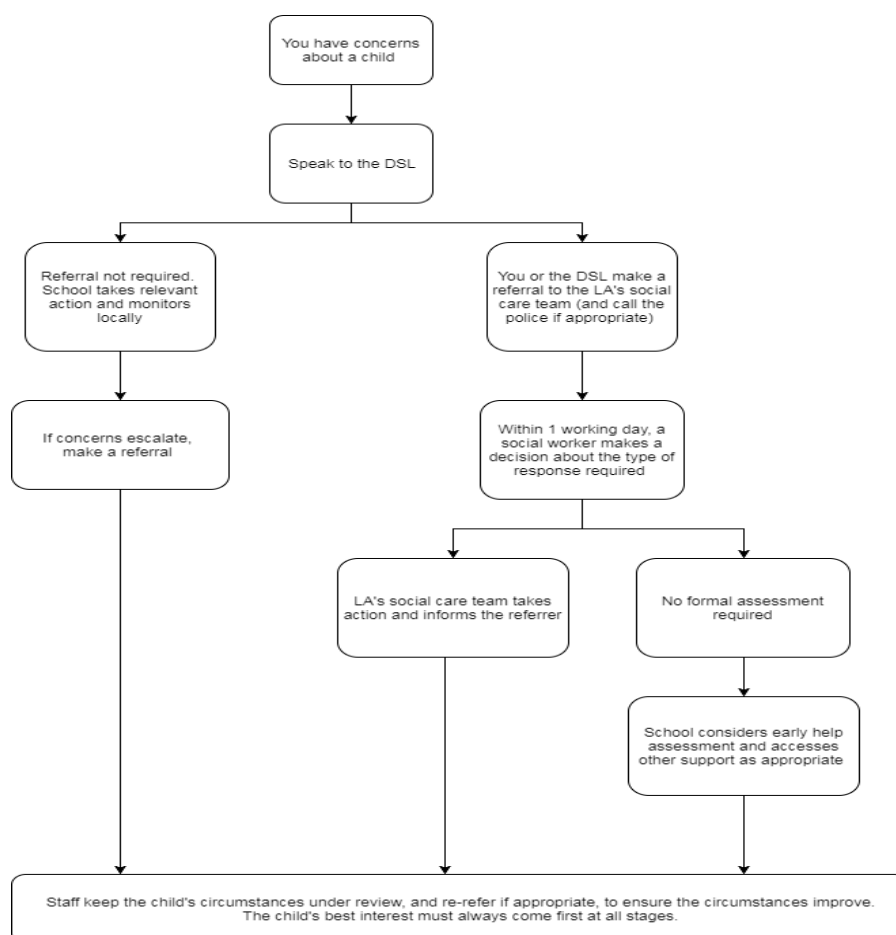 You have concerns
about a child
Speak to the DSL
Referral not required.
School takes relevant
action and monitors
locally
You or the DSL make a
referral to the LA's social
care team (and call the
police if appropriate)
If concerns escalate,
make a referral
Within 1 working day, a
social worker makes a
decision about the type of
response required
LA's social care team takes
action and informs the referrer
No formal assessment
required
School considers early help
assessment and accesses
other support as appropriate
Staff keep the child's circumstances under review, and re-refer if appropriate, to ensure the circumstances improve.
The child's best interest must always come first at all stages.